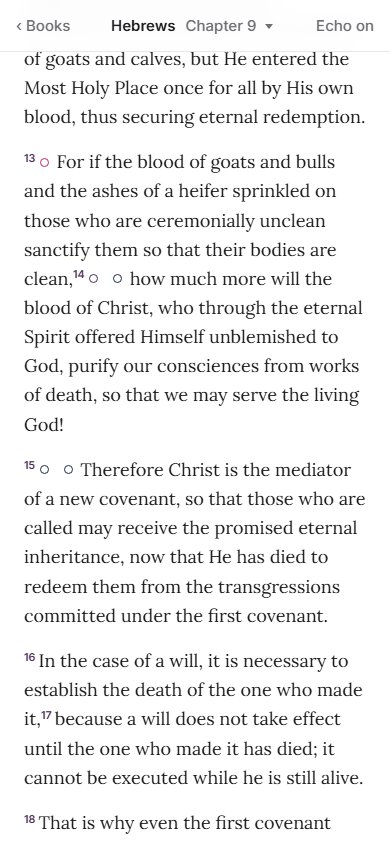 ‹ Books Hebrews Chapter 9 Echo on
of goats and calves, but He entered the
Most Holy Place once for all by His own
blood, thus securing eternal redemption.
13 For if the blood of goats and bulls
and the ashes of a heifer sprinkled on
those who are ceremonially unclean
sanctify them so that their bodies are
clean,14 how much more will the
blood of Christ, who through the eternal
Spirit offered Himself unblemished to
God, purify our consciences from works
of death, so that we may serve the living
God!
15 Therefore Christ is the mediator
of a new covenant, so that those who are
called may receive the promised eternal
inheritance, now that He has died to
redeem them from the transgressions
committed under the first covenant.
16 In the case of a will, it is necessary to
establish the death of the one who made
it,17 because a will does not take effect
until the one who made it has died; it
cannot be executed while he is still alive.
18 That is why even the first covenant